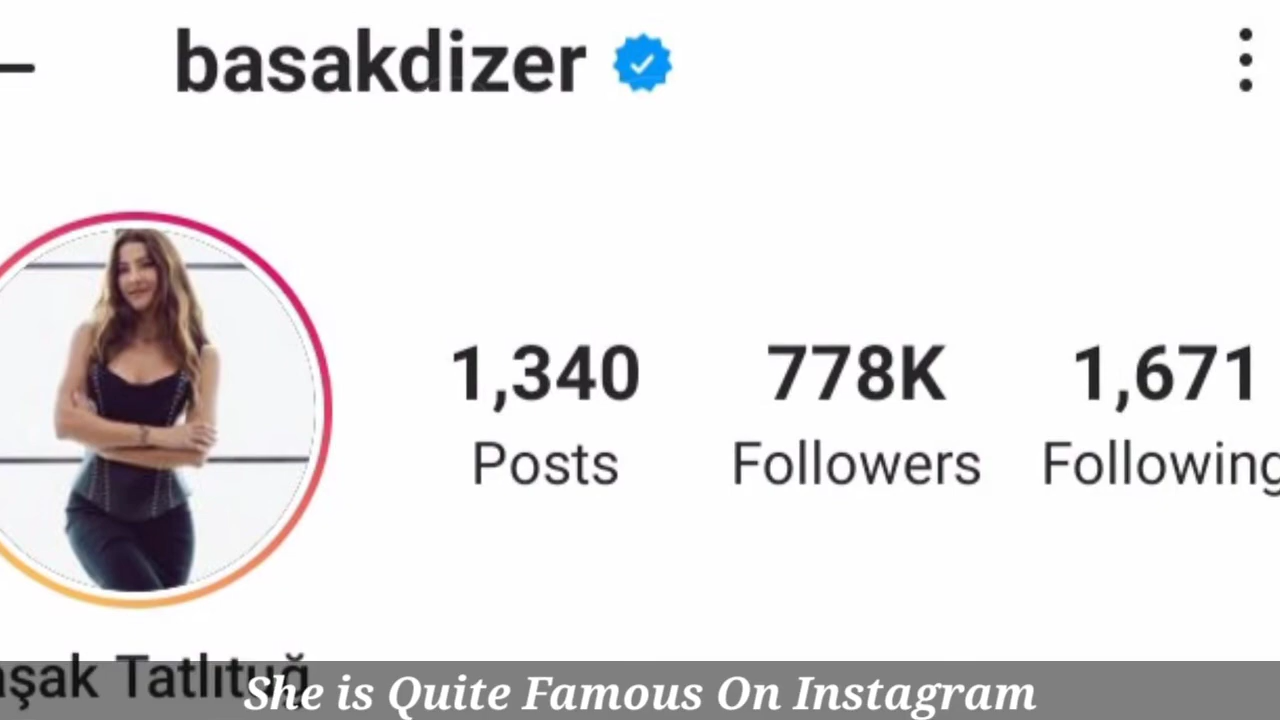 basakdizer
1,340 778K 1,671
Posts Followers Following
aşak Tatlıtuğ
She is Quite Famous On Instagram